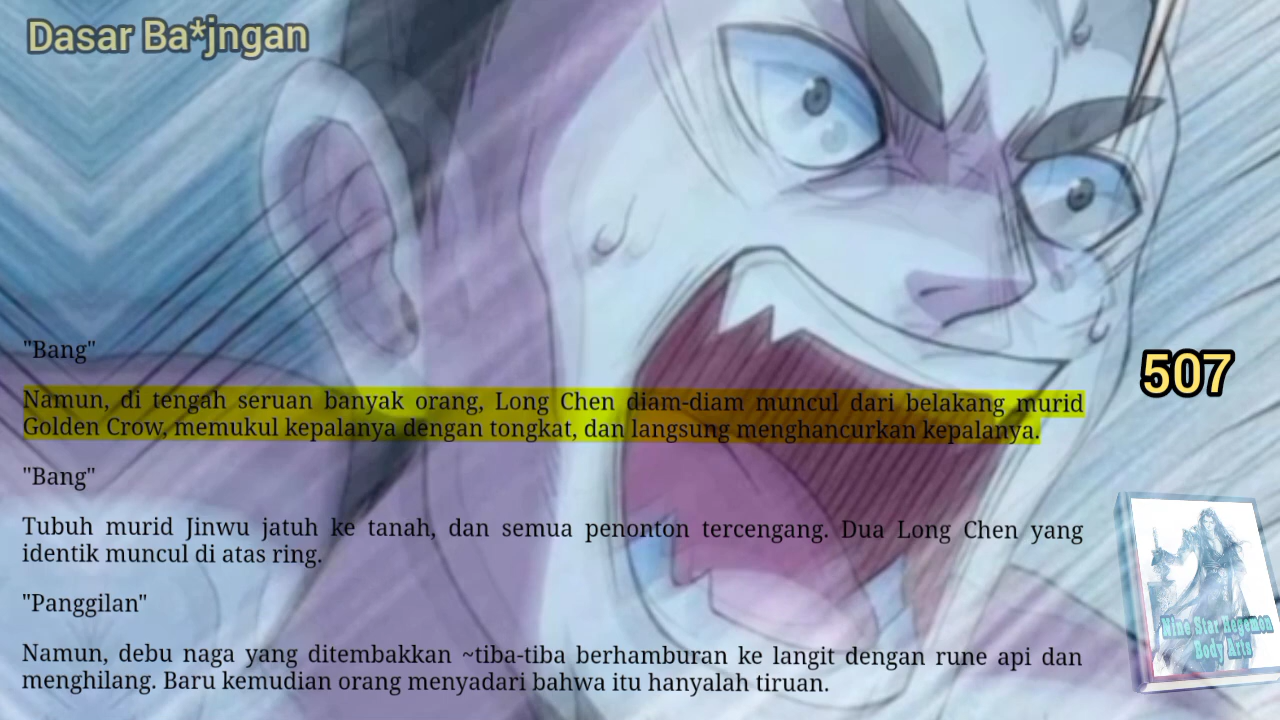 Dasar Ba*jngan
"Bang"
Namun, di tengah seruan banyak orang, Long Chen diam-diam muncul dari belakang murid
Golden Crow, memukul kepalanya dengan tongkat, dan langsung menghancurkan kepalanya.
507
"Bang"
Tubuh murid Jinwu jatuh ke tanah, dan semua penonton tercengang. Dua Long Chen yang
identik muncul di atas ring.
"Panggilan"
Namun, debu naga yang ditembakkan ~tiba-tiba berhamburan ke langit dengan rune api dan
menghilang. Baru kemudian orang menyadari bahwa itu hanyalah tiruan.
Nine Star Hegemon
Body Arts